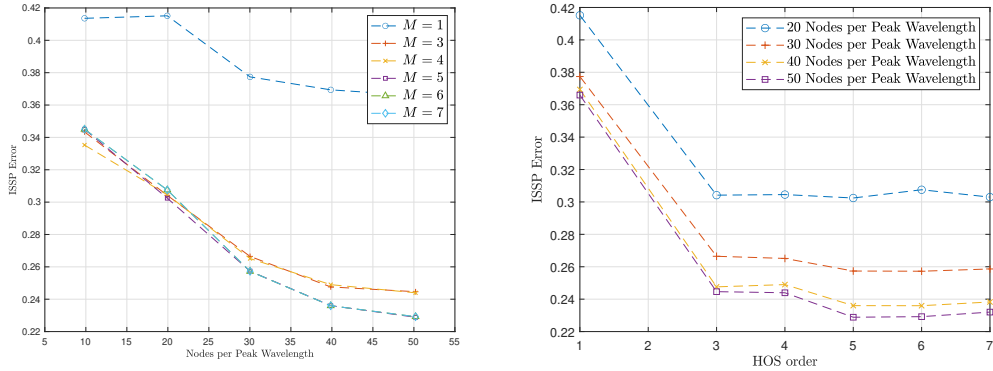 0.42
0.4
0.38
0.36
0.34
0.32
0.3
0.28
0.26
0.24
0.22
ISSP Error
5 10 15 20 25 30 35 40 45 50 55
Nodes per Peak Wavelength
M = 1
M = 3
M = 4
M = 5
M = 6
M = 7
0.42
0.4
0.38
0.36
0.34
0.32
0.3
0.28
0.26
0.24
0.22
ISSP Error
1 2 3 4 5 6 7
HOS order
20 Nodes per Peak Wavelength
30 Nodes per Peak Wavelength
40 Nodes per Peak Wavelength
50 Nodes per Peak Wavelength